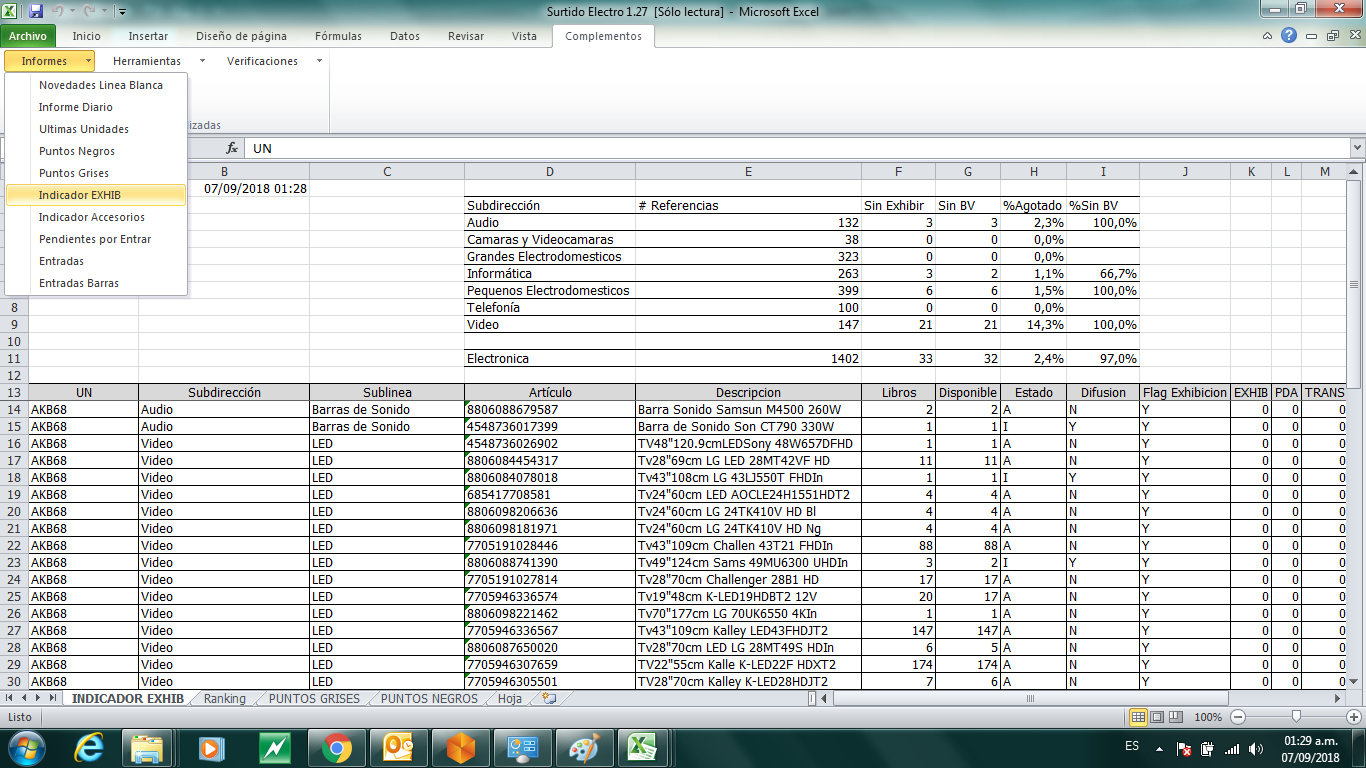 Surtido Electro 1.27 [Sólo lectura] - Microsoft Excel
Archivo Inicio Insertar Diseño de página Fórmulas Datos Revisar Vista Complementos
Informes Herramientas Verificaciones
Novedades Linea Blanca
Informe Diario
Ultimas Unidades
izadas
Puntos Negros
fx UN
Puntos Grises
Indicador EXHIB
Indicador Accesorios
Pendientes por Entrar
Entradas
Entradas Barras
B C D E F G H I J K L M
07/09/2018 01:28
Subdirección # Referencias Sin Exhibir Sin BV %Agotado %Sin BV
Audio 132 3 3 2,3% 100,0%
Camaras y Videocamaras 38 0 0 0,0%
Grandes Electrodomesticos 323 0 0 0,0%
Informática 263 3 2 1,1% 66,7%
Pequenos Electrodomesticos 399 6 6 1,5% 100,0%
8 Telefonía 100 0 0 0,0%
9 Video 147 21 21 14,3% 100,0%
10
11 Electronica 1402 33 32 2,4% 97,0%
12
13 UN Subdirección Sublinea Artículo Descripcion Libros Disponible Estado Difusion Flag Exhibicion EXHIB PDA TRANS
14 AKB68 Audio Barras de Sonido 8806088679587 Barra Sonido Samsun M4500 260W 2 2 A N Y 0 0 0
15 AKB68 Audio Barras de Sonido 4548736017399 Barra de Sonido Son CT790 330W 1 1 I Y Y 0 0 0
16 AKB68 Video LED 4548736026902 TV48"120.9cmLEDSony 48W657DFHD 1 1 A N Y 0 0 0
17 AKB68 Video LED 8806084454317 Tv28"69cm LG LED 28MT42VF HD 11 11 A N Y 0 0 0
18 AKB68 Video LED 8806084078018 Tv43"108cm LG 43LJ550T FHDIn 1 1 I Y Y 0 0 0
19 AKB68 Video LED 685417708581 Tv24"60cm LED AOCLE24H1551HDT2 4 4 A N Y 0 0 0
20 AKB68 Video LED 8806098206636 Tv24"60cm LG 24TK410V HD Bl 4 4 A N Y 0 0 0
21 AKB68 Video LED 8806098181971 Tv24"60cm LG 24TK410V HD Ng 4 4 A N Y 0 0 0
22 AKB68 Video LED 7705191028446 Tv43"109cm Challen 43T21 FHDIn 88 88 A N Y 0 0 0
23 AKB68 Video LED 8806088741390 Tv49"124cm Sams 49MU6300 UHDIn 3 2 I Y Y 0 0 0
24 AKB68 Video LED 7705191027814 Tv28"70cm Challenger 28B1 HD 17 17 A N Y 0 0 0
25 AKB68 Video LED 7705946336574 Tv19"48cm K-LED19HDBT2 12V 20 17 A N Y 0 0 0
26 AKB68 Video LED 8806098221462 Tv70"177cm LG 70UK6550 4KIn 1 1 A N Y 0 0 0
27 AKB68 Video LED 7705946336567 Tv43"109cm Kalley LED43FHDJT2 147 147 A N Y 0 0 0
28 AKB68 Video LED 8806087650020 Tv28"70cm LED LG 28MT49S HDIn 6 5 A N Y 0 0 0
29 AKB68 Video LED 7705946307659 TV22"55cm Kalle K-LED22F HDXT2 174 174 A N Y 0 0 0
30 AKB68 Video LED 7705946305501 TV28"70cm Kalley K-LED28HDJT2 7 6 A N Y 0 0 0
INDICADOR EXHIB Ranking PUNTOS GRISES PUNTOS NEGROS Hoja
Listo 100%
ES 01:29 a.m.
07/09/2018